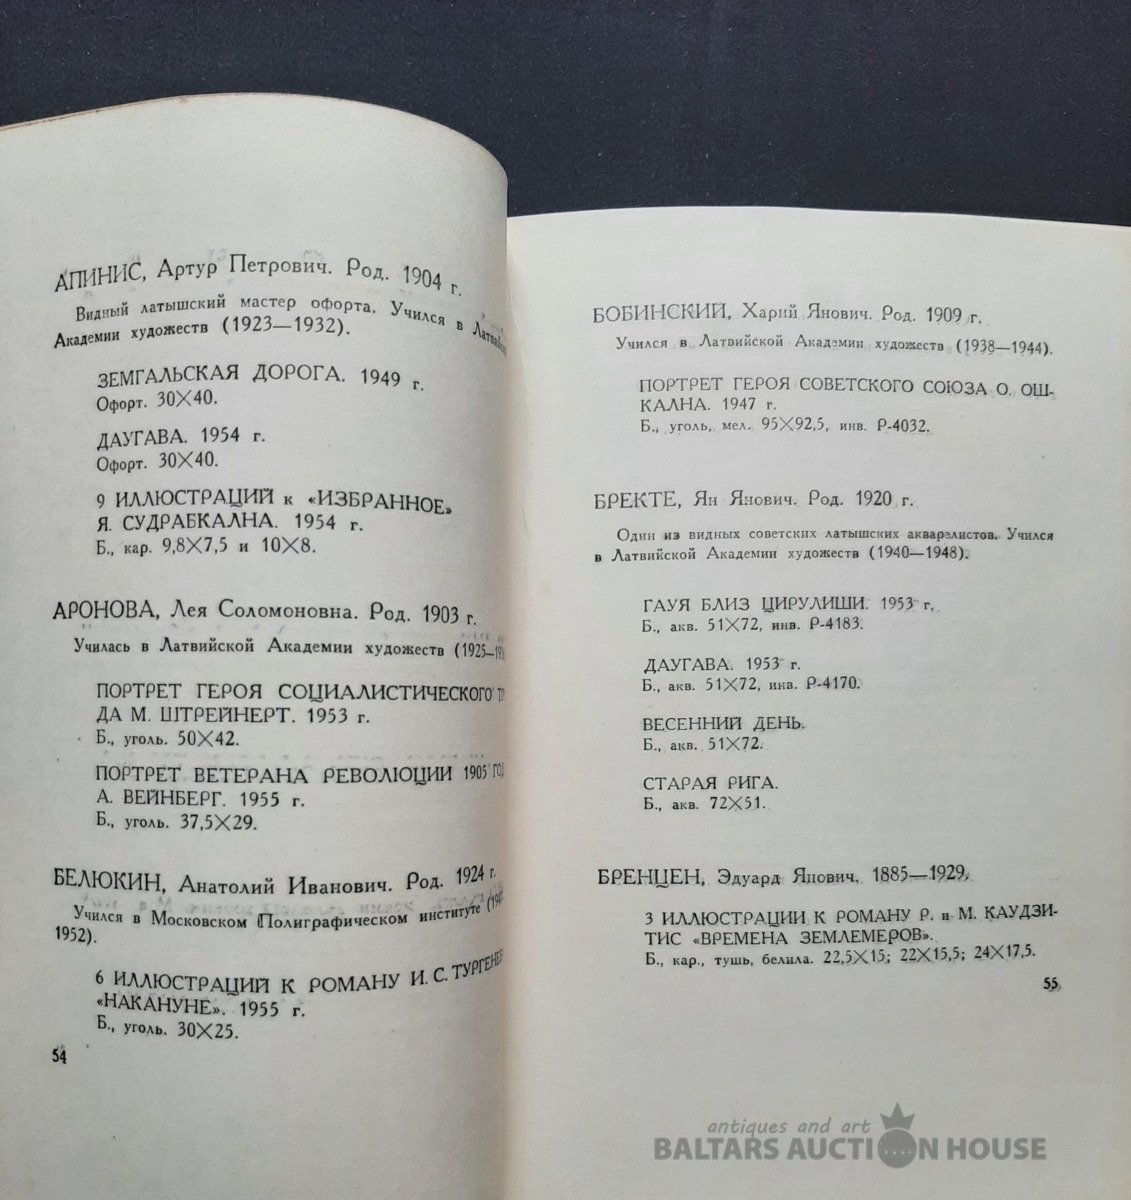 АПИНИС, Артур Петрович. Род. 1904 г.
Видный латышский мастер офорта. Учился в
Академии художеств (1923—1932).
ЗЕМГАЛЬСКАЯ ДОРОГА. 1949 г.
Офорт. 30×40.
ДАУГАВА. 1954 г.
Офорт. 30×40.
9 ИЛЛЮСТРАЦИЙ к «ИЗБРАННОЕ»
Я. СУДРАБКАЛНА. 1954 г.
Б., кар. 9,8×7,5 и 10×8.
АРОНОВА, Лея Соломоновна. Род. 1903 г.
Училась в Латвийской Академии художеств (1925—
ПОРТРЕТ ГЕРОЯ СОЦИАЛИСТИЧЕСКОГО
ДА М. ШТРЕЙНЕРТ. 1953 г.
Б., уголь. 50×42.
ПОРТРЕТ ВЕТЕРАНА РЕВОЛЮЦИИ 1905
А. ВЕЙНБЕРГ. 1955 г.
Б., уголь. 37,5×29.
БЕЛЮКИН, Анатолий Иванович. Род. 1924 г.
Учился в Московском Полиграфическом институте
1952).
6 ИЛЛЮСТРАЦИЙ К РОМАНУ И. С. ТУРГЕНЕВ
«НАКАНУНЕ». 1955 г.
Б., уголь. 30×25.
54
БОБИНСКИЙ, Харий Янович. Род. 1909 г.
Учился в Латвийской Академии художеств (1938—1944).
ПОРТРЕТ ГЕРОЯ СОВЕТСКОГО СОЮЗА О. ОШ-
КАЛНА. 1947 г.
Б., уголь, мел. 95×92,5, инв. Р-4032.
БРЕКТЕ, Ян Янович. Род. 1920 г.
Один из видных советских латышских акварелистов. Учился
в Латвийской Академии художеств (1940—1948).
ГАУЯ БЛИЗ ЦИРУЛИШИ. 1953 г.
Б., акв. 51×72, инв. Р-4183.
ДАУГАВА. 1953 г.
Б., акв. 51×72, инв. Р-4170.
ВЕСЕННИЙ ДЕНЬ.
Б., акв. 51×72.
СТАРАЯ РИГА.
Б., акв. 72×51.
БРЕНЦЕН, Эдуард Янович. 1885—1929.
3 ИЛЛЮСТРАЦИИ К РОМАНУ Р. и М. КАУДЗИ-
ТИС «ВРЕМЕНА ЗЕМЛЕМЕРОВ».
Б., кар., тушь, белила. 22,5×15; 22×15,5; 24×17,5.
55
antiques and art
BALTARS AUCTION HOUSE